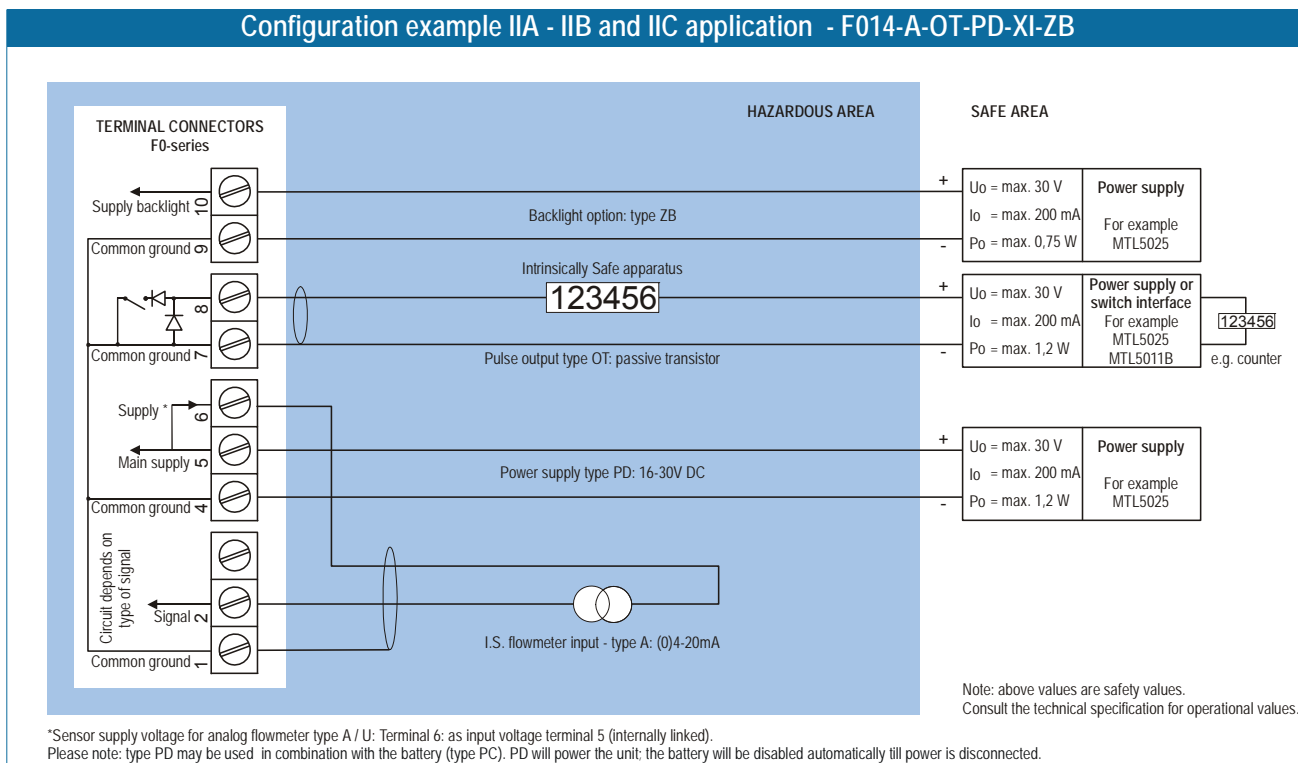 Configuration example IIA - IIB and IIC application - F014-A-OT-PD-XI-ZB
HAZARDOUS AREA
SAFE AREA
TERMINAL CONNECTORS
F0-series
Supply backlight
10
Common ground
9
8
Common ground
7
Supply *
6
Main supply
5
Common ground
4
Circuit depends on
type of signal
Signal
2
Common ground
1
Backlight option: type ZB
Intrinsically Safe apparatus
123456
Pulse output type OT: passive transistor
Power supply type PD: 16-30V DC
I.S. flowmeter input - type A: (0)4-20mA
+
-
Uo = max. 30 V
Io = max. 200 mA
Po = max. 0,75 W
Power supply
For example
MTL5025
+
-
Uo = max. 30 V
Io = max. 200 mA
Po = max. 1,2 W
Power supply or
switch interface
For example
MTL5025
MTL5011B
123456
e.g. counter
+
-
Uo = max. 30 V
Io = max. 200 mA
Po = max. 1,2 W
Power supply
For example
MTL5025
Note: above values are safety values.
Consult the technical specification for operational values.
*Sensor supply voltage for analog flowmeter type A / U: Terminal 6: as input voltage terminal 5 (internally linked).
Please note: type PD may be used in combination with the battery (type PC). PD will power the unit; the battery will be disabled automatically till power is disconnected.